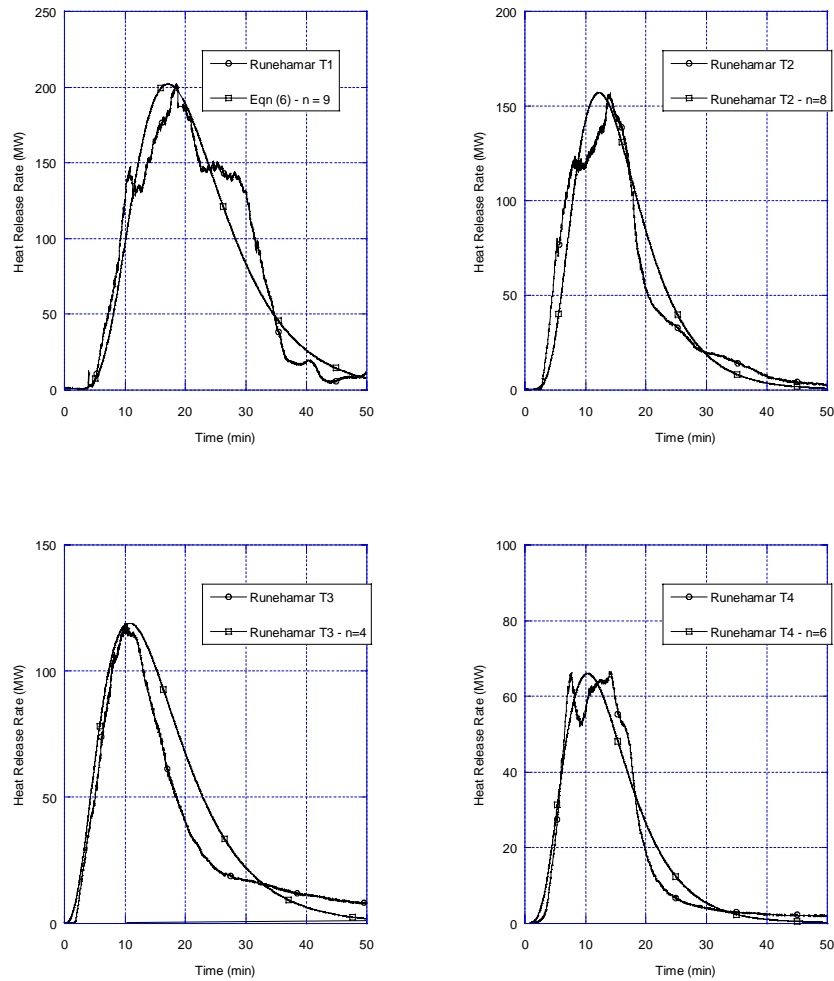 250
200
150
100
50
0
0 10 20 30 40 50
Heat Release Rate (MW)
Time (min)
Runehamar T1
Eqn (6) - n = 9
200
150
100
50
0
0 10 20 30 40 50
Heat Release Rate (MW)
Time (min)
Runehamar T2
Runehamar T2 - n=8
150
100
50
0
0 10 20 30 40 50
Heat Release Rate (MW)
Time (min)
Runehamar T3
Runehamar T3 - n=4
100
80
60
40
20
0
0 10 20 30 40 50
Heat Release Rate (MW)
Time (min)
Runehamar T4
Runehamar T4 - n=6